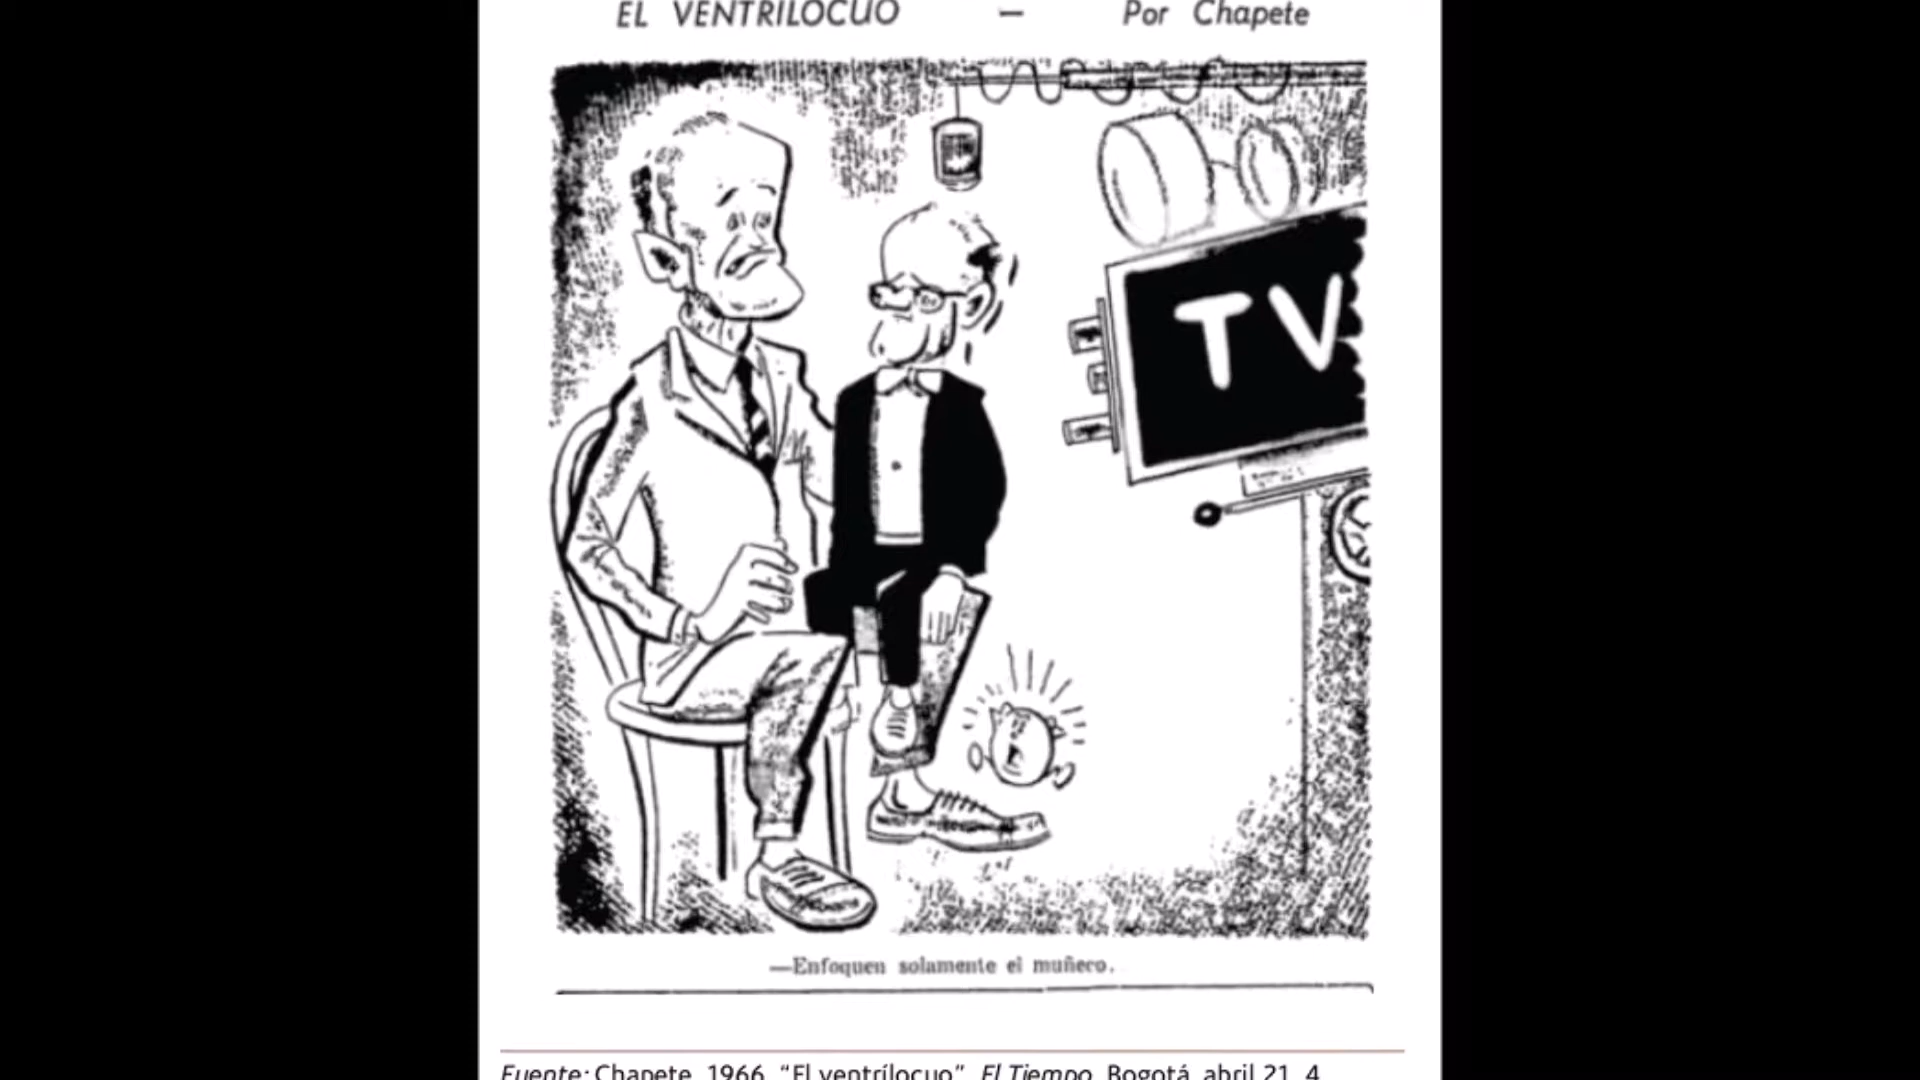 EL VENTRILOCUO — Por Chapete
TV
—Enfoquen solamente el muñeco.
Fuente: Chapete, 1966, “El ventrílocuo”, El Tiempo, Bogotá, abril 21, 4